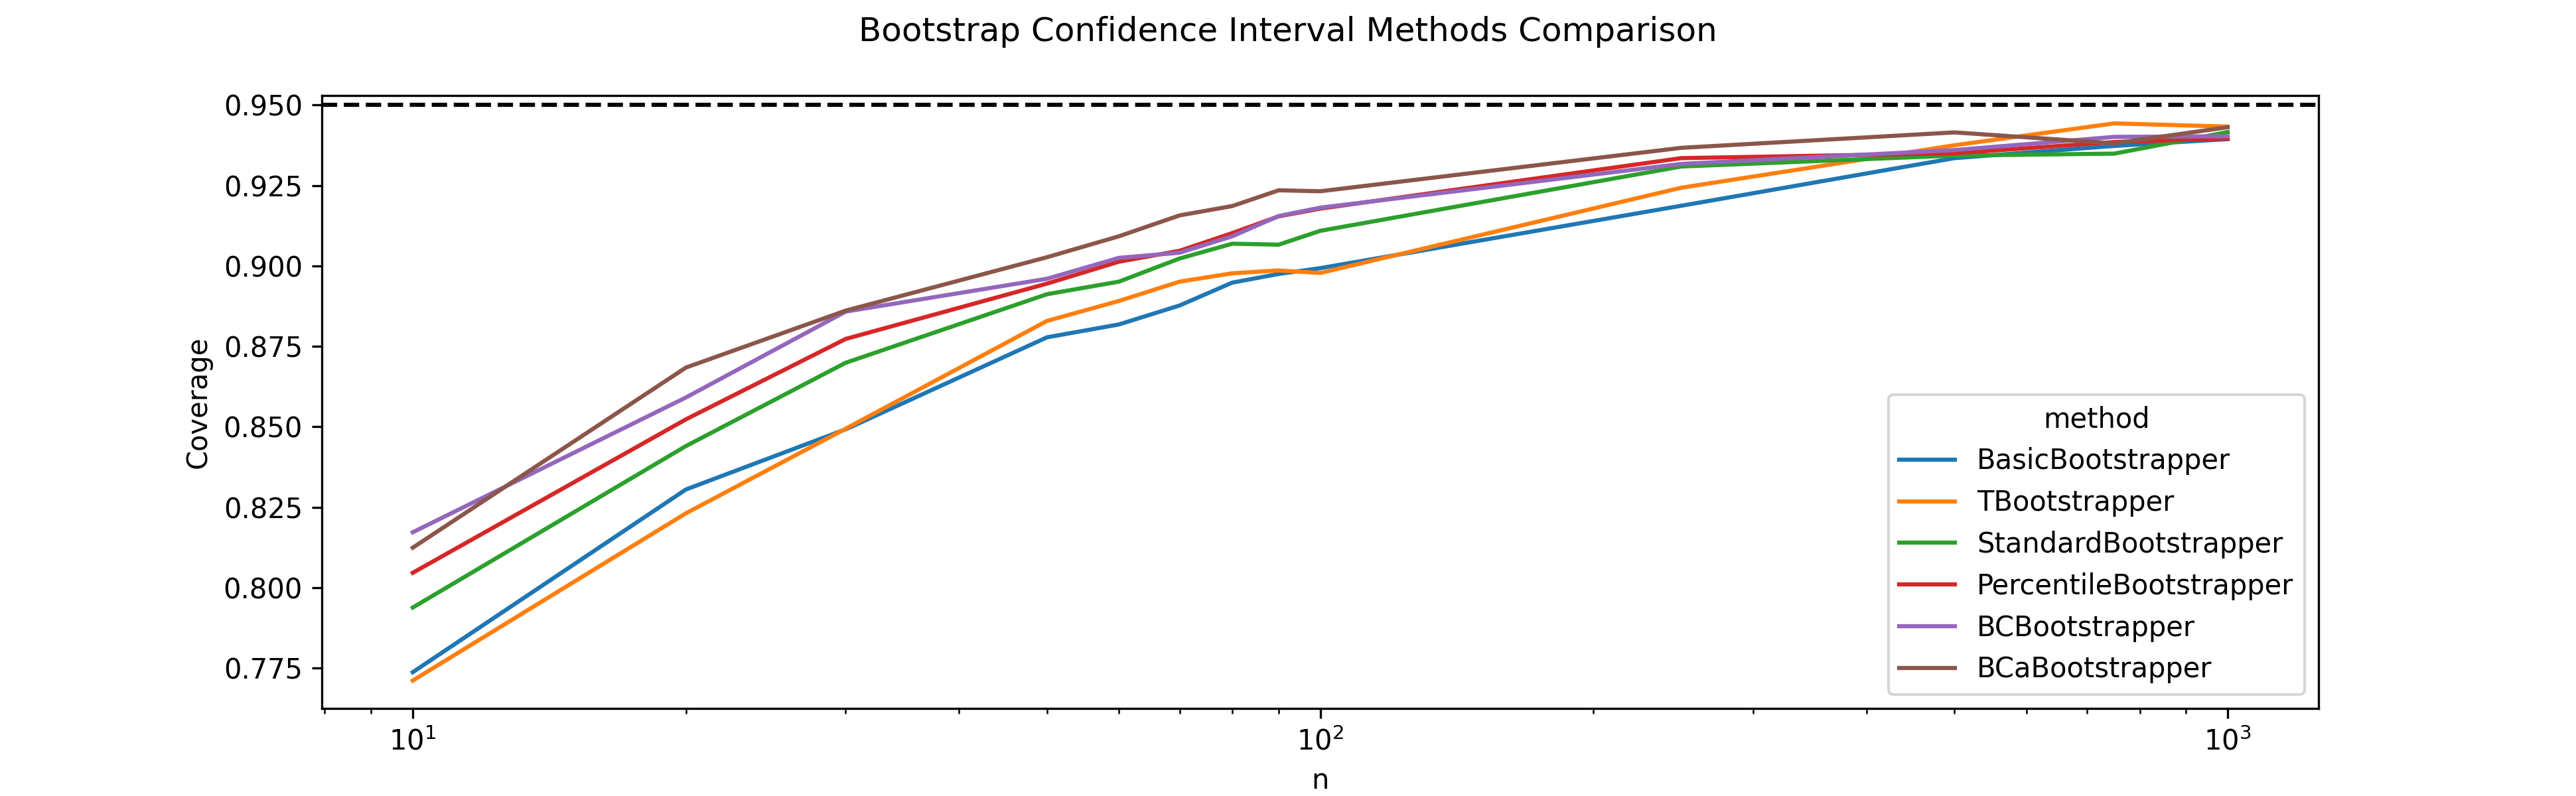 Bootstrap Confidence Interval Methods Comparison
0.950
0.925
0.900
0.875
0.850
0.825
0.800
0.775
Coverage
method
BasicBootstrapper
TBootstrapper
StandardBootstrapper
PercentileBootstrapper
BCBootstrapper
BCaBootstrapper
10¹
10²
10³
n